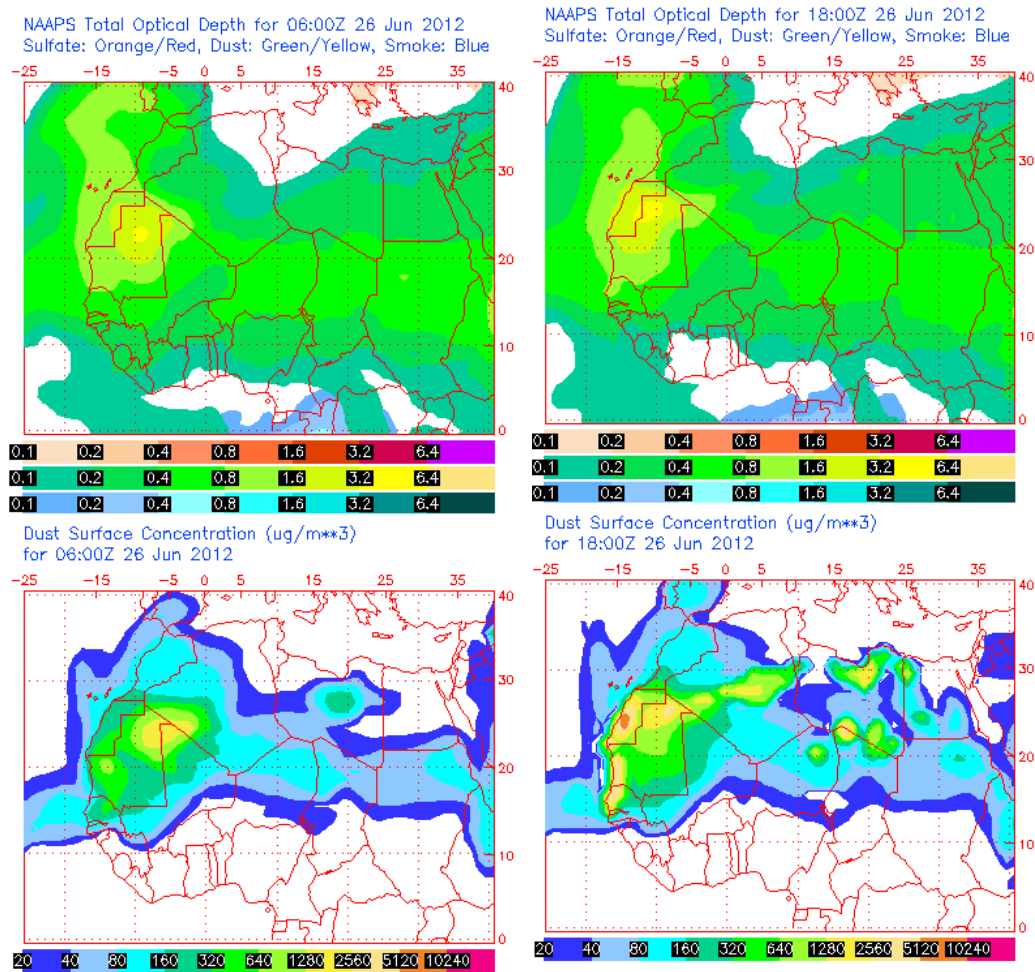 NAAPS Total Optical Depth for 06:00Z 26 Jun 2012
Sulfate: Orange/Red, Dust: Green/Yellow, Smoke: Blue
-25 -15 -5 0 5 15 25 35
40
30
20
10
0
0.1 0.2 0.4 0.8 1.6 3.2 6.4
0.1 0.2 0.4 0.8 1.6 3.2 6.4
0.1 0.2 0.4 0.8 1.6 3.2 6.4
NAAPS Total Optical Depth for 18:00Z 26 Jun 2012
Sulfate: Orange/Red, Dust: Green/Yellow, Smoke: Blue
-25 -15 -5 0 5 15 25 35
40
30
20
10
0
0.1 0.2 0.4 0.8 1.6 3.2 6.4
0.1 0.2 0.4 0.8 1.6 3.2 6.4
0.1 0.2 0.4 0.8 1.6 3.2 6.4
Dust Surface Concentration (ug/m**3)
for 06:00Z 26 Jun 2012
-25 -15 -5 0 5 15 25 35
40
30
20
10
0
20 40 80 160 320 640 1280 2560 5120 10240
Dust Surface Concentration (ug/m**3)
for 18:00Z 26 Jun 2012
-25 -15 -5 0 5 15 25 35
40
30
20
10
0
20 40 80 160 320 640 1280 2560 5120 10240